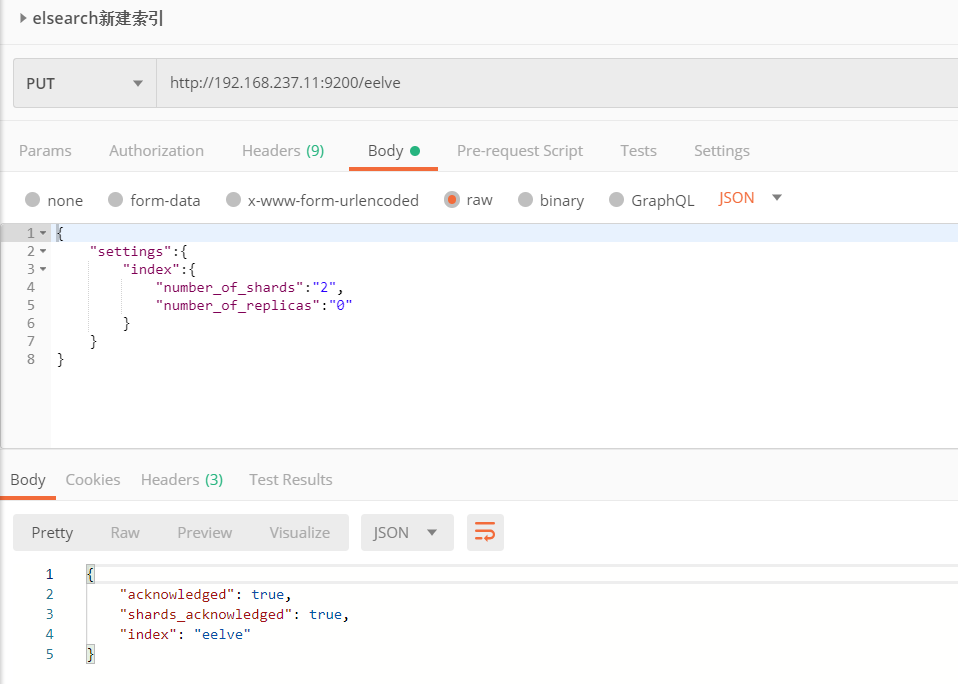 elsearch新建索引
PUT http://192.168.237.11:9200/eelve
Params Authorization Headers (9) Body Pre-request Script Tests Settings
none form-data x-www-form-urlencoded raw binary GraphQL JSON
1 {
2 "settings":{
3 "index":{
4 "number_of_shards":"2",
5 "number_of_replicas":"0"
6 }
7 }
8 }
Body Cookies Headers (3) Test Results
Pretty Raw Preview Visualize JSON
1 {
2 "acknowledged": true,
3 "shards_acknowledged": true,
4 "index": "eelve"
5 }